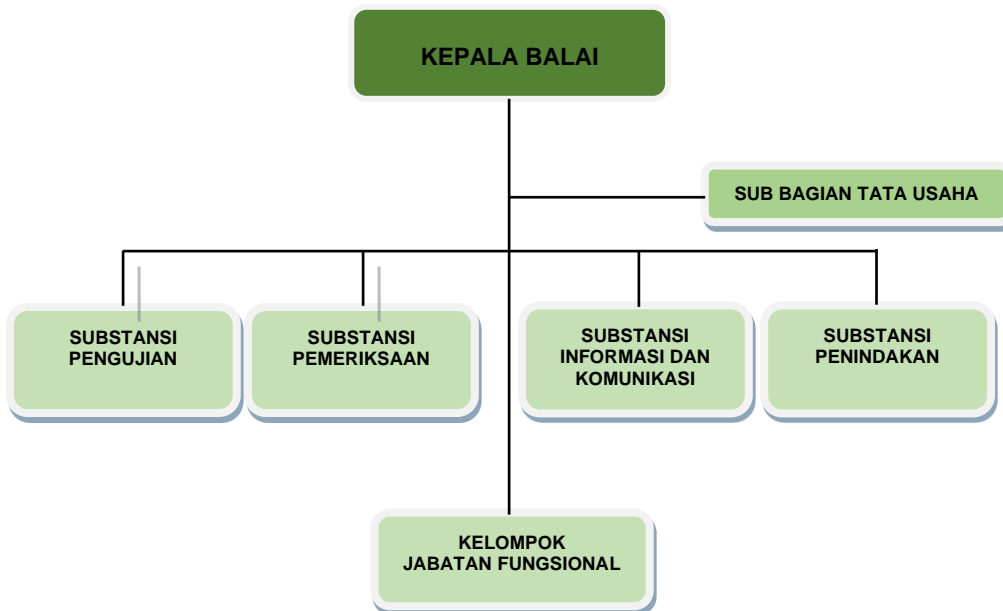 KEPALA BALAI
SUB BAGIAN TATA USAHA
SUBSTANSI
PENGUJIAN
SUBSTANSI
PEMERIKSAAN
SUBSTANSI
INFORMASI DAN
KOMUNIKASI
SUBSTANSI
PENINDAKAN
KELOMPOK
JABATAN FUNGSIONAL